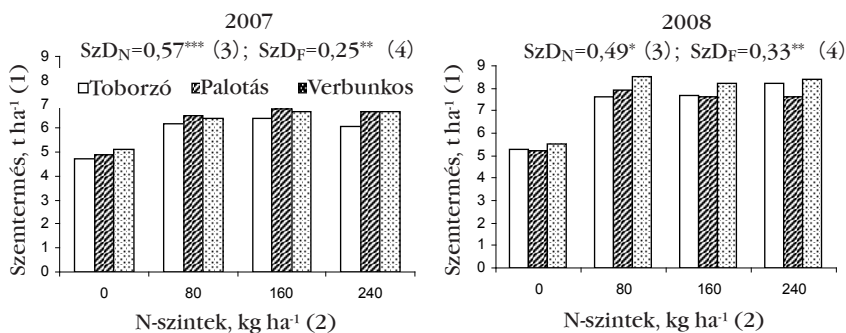 2007
SzD_N=0,57*** (3); SzD_F=0,25** (4)
Szemtermés, t ha⁻¹ (1)
9
8
7
6
5
4
3
2
1
0
Toborzó Palotás Verbunkos
0 80 160 240
N-szintek, kg ha⁻¹ (2)
2008
SzD_N=0,49* (3); SzD_F=0,33** (4)
Szemtermés, t ha⁻¹ (1)
9
8
7
6
5
4
3
2
1
0
0 80 160 240
N-szintek, kg ha⁻¹ (2)